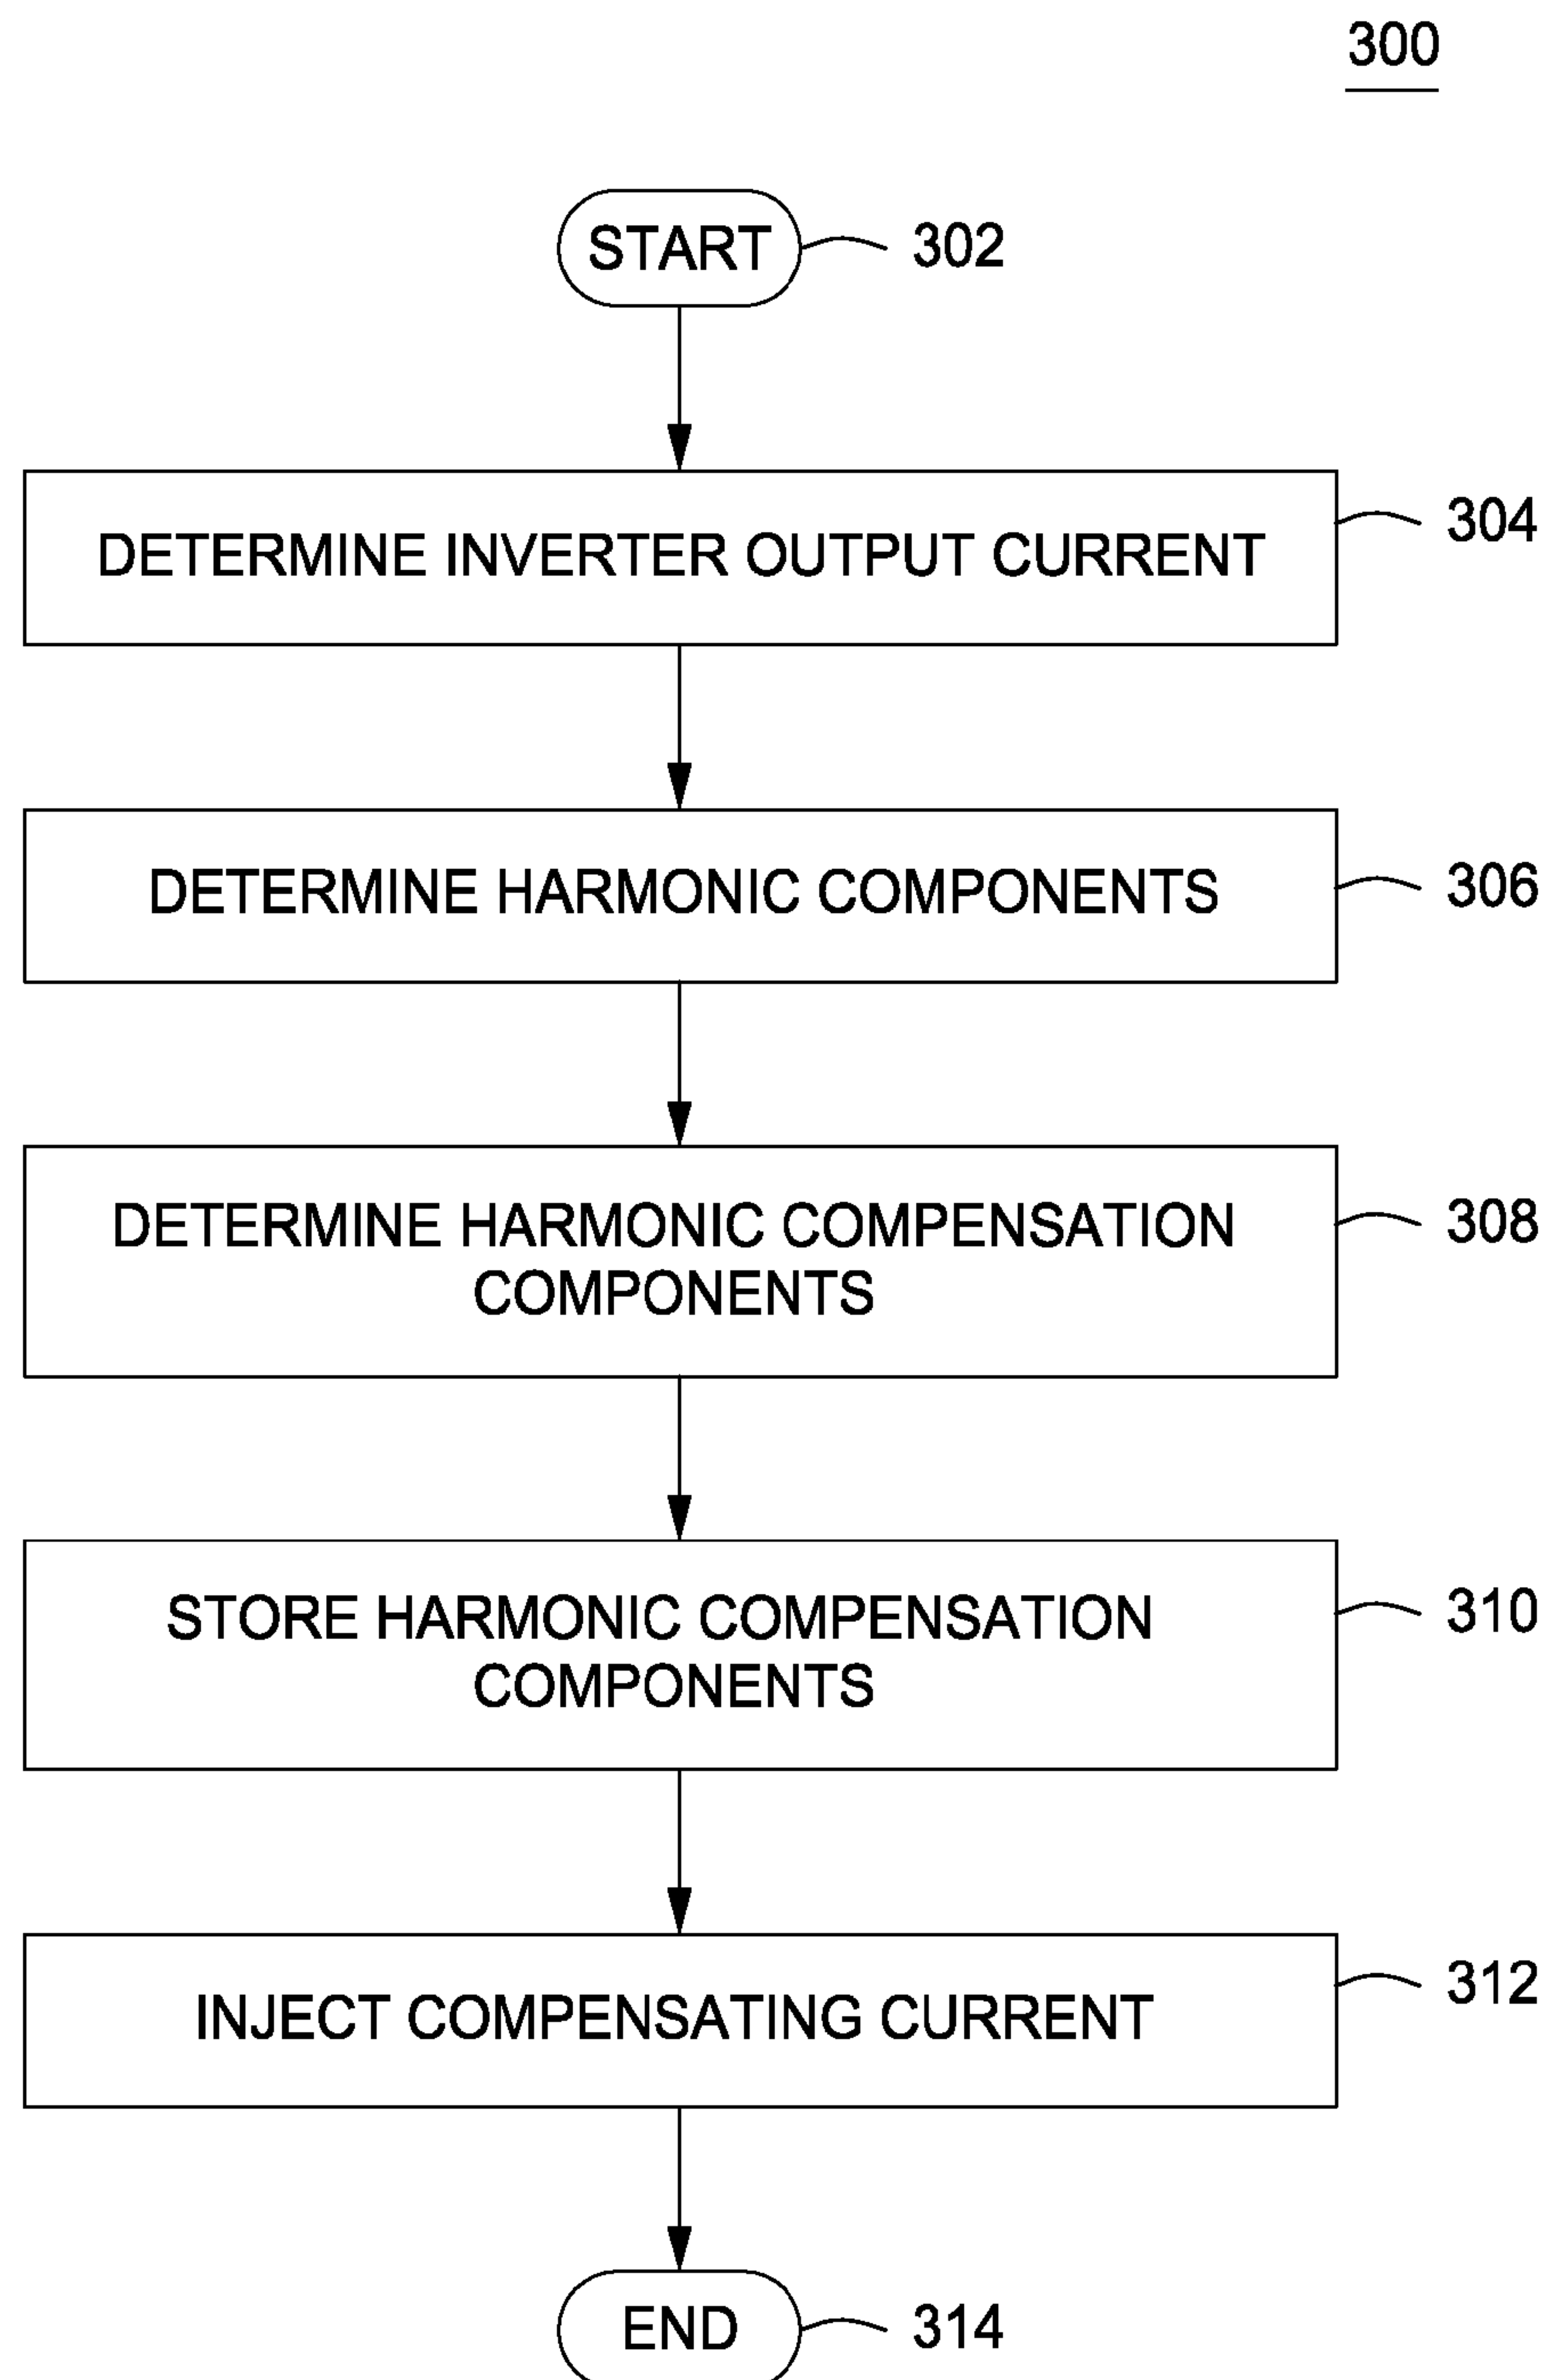 300
START
302
DETERMINE INVERTER OUTPUT CURRENT
304
DETERMINE HARMONIC COMPONENTS
306
DETERMINE HARMONIC COMPENSATION
COMPONENTS
308
STORE HARMONIC COMPENSATION
COMPONENTS
310
INJECT COMPENSATING CURRENT
312
END
314